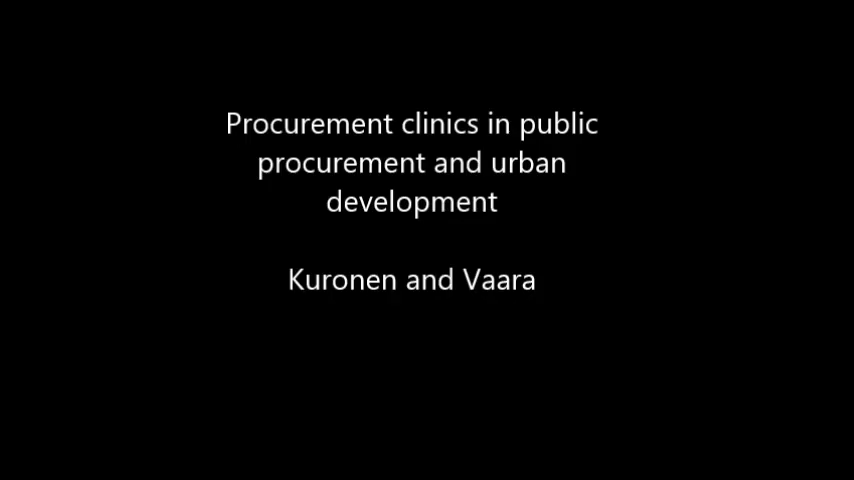 Procurement clinics in public
procurement and urban
development
Kuronen and Vaara